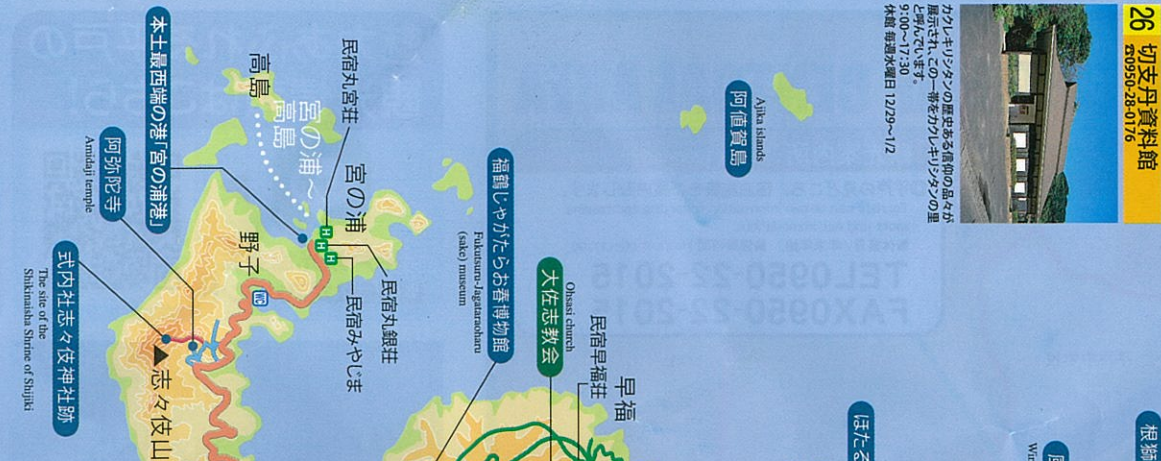 26 切支丹資料館
☎0950-28-0176
カクレキリシタンの歴史ある信仰の品々が
展示され、この一帯をカクレキリシタンの里
と呼んでいます。
9:00～17:30
休館 毎週水曜日 12/29～1/2
Ajika islands
阿値賀島
民宿丸宮荘
高島
宮の浦～
高島
本土最西端の港「宮の浦港」
阿弥陀寺
Amidaji temple
宮の浦
H
H
H
野子
WC
民宿丸銀荘
民宿みやじま
福鶴じゃがたらお春博物館
Fukutsuru-Jagataraoharu
(sake) museum
大佐志教会
Ohsasi church
民宿早福荘
早福
式内社志々伎神社跡
The site of the
Shikinaisha Shrine of Shijiki
志々伎山
ほたる
根獅
TEL0950-22-2015